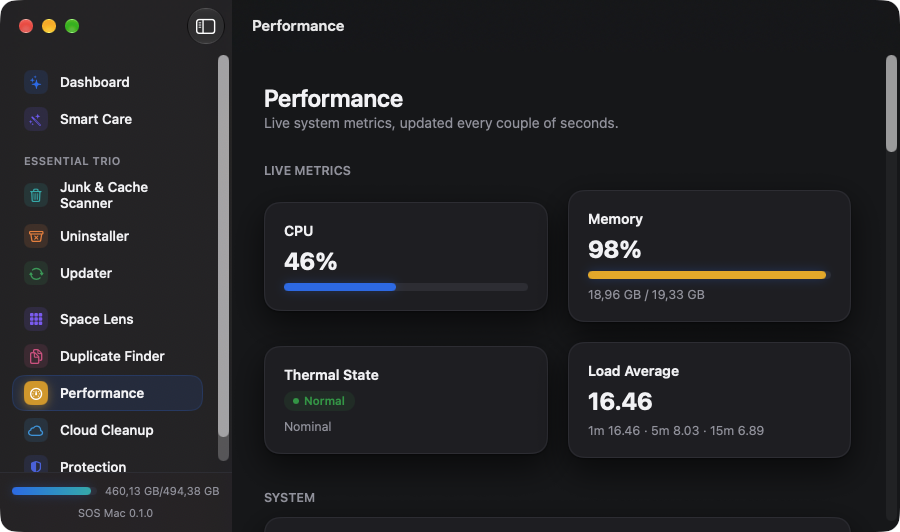 Performance
Dashboard
Smart Care
ESSENTIAL TRIO
Junk & Cache
Scanner
Uninstaller
Updater
Space Lens
Duplicate Finder
Performance
Cloud Cleanup
Protection
460,13 GB/494,38 GB
SOS Mac 0.1.0
Performance
Live system metrics, updated every couple of seconds.
LIVE METRICS
CPU
46%
Memory
98%
18,96 GB / 19,33 GB
Thermal State
Normal
Nominal
Load Average
16.46
1m 16.46 · 5m 8.03 · 15m 6.89
SYSTEM